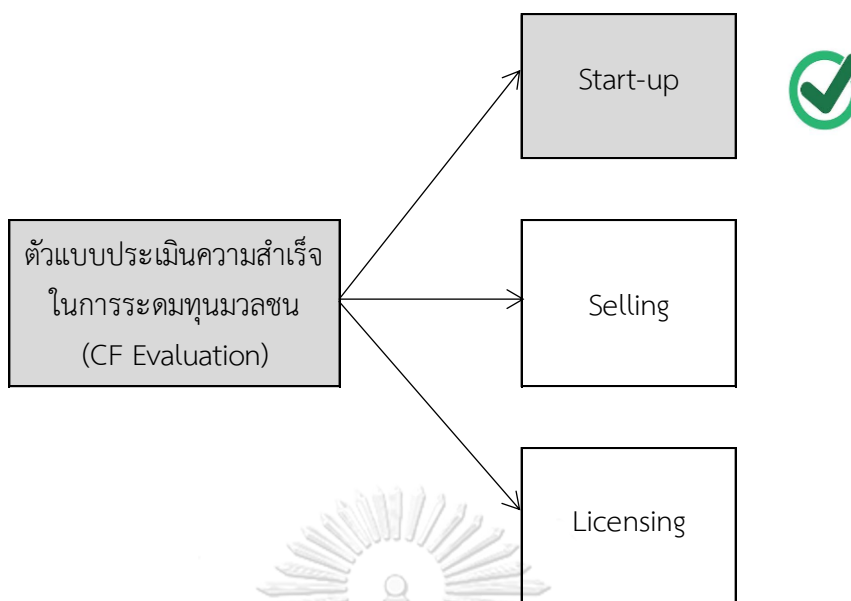 Start-up
ตัวแบบประเมินความสำเร็จ
ในการระดมทุนมวลชน
(CF Evaluation)
Selling
Licensing